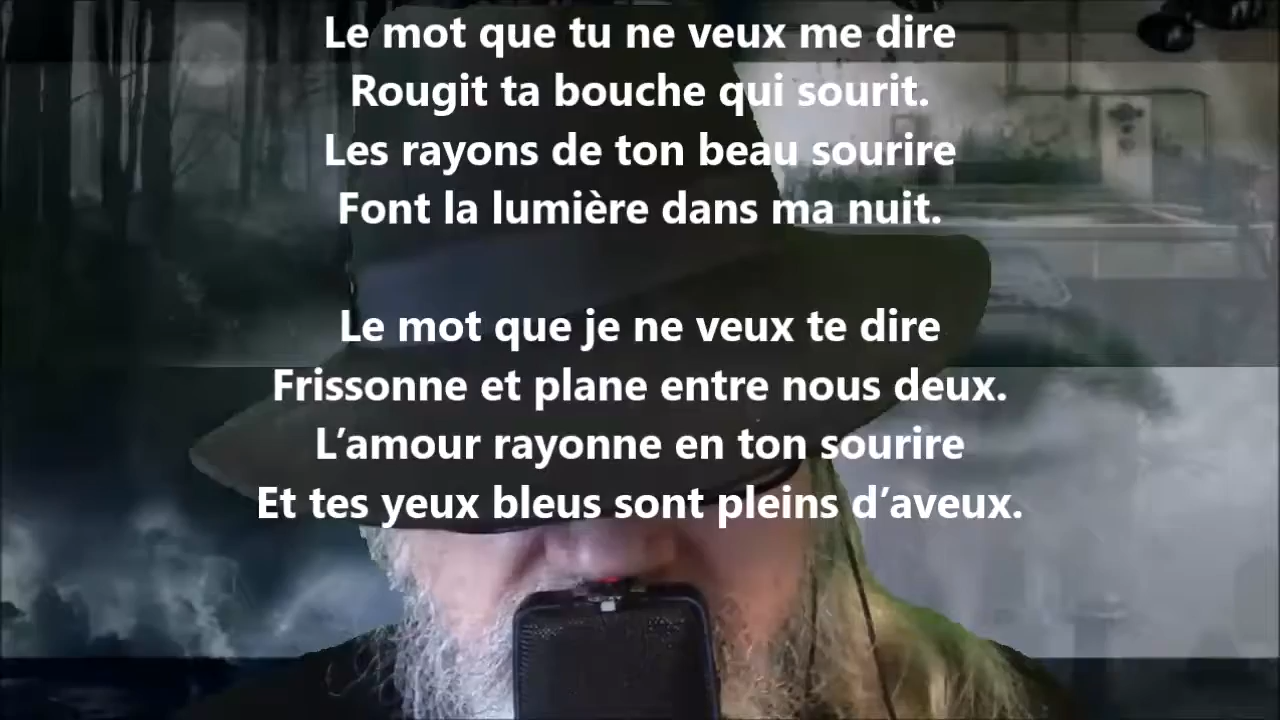 Le mot que tu ne veux me dire
Rougit ta bouche qui sourit.
Les rayons de ton beau sourire
Font la lumière dans ma nuit.
Le mot que je ne veux te dire
Frissonne et plane entre nous deux.
L’amour rayonne en ton sourire
Et tes yeux bleus sont pleins d’aveux.